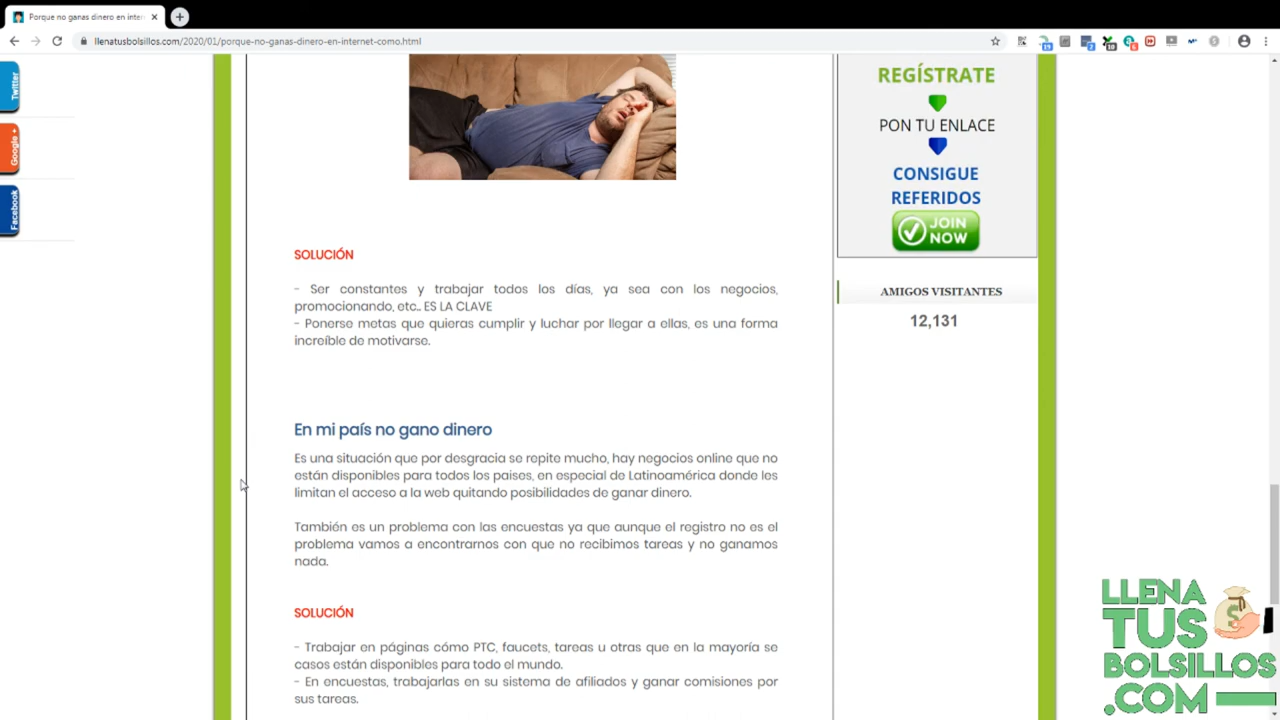 Porque no ganas dinero en inter
llenatusbolsillos.com/2020/01/porque-no-ganas-dinero-en-internet-como.html
Twitter
Google +
Facebook
REGÍSTRATE
PON TU ENLACE
CONSIGUE
REFERIDOS
JOIN
NOW
AMIGOS VISITANTES
12,131
SOLUCIÓN
- Ser constantes y trabajar todos los días, ya sea con los negocios,
promocionando, etc.. ES LA CLAVE
- Ponerse metas que quieras cumplir y luchar por llegar a ellas, es una forma
increíble de motivarse.
En mi país no gano dinero
Es una situación que por desgracia se repite mucho, hay negocios online que no
están disponibles para todos los paises, en especial de Latinoamérica donde les
limitan el acceso a la web quitando posibilidades de ganar dinero.
También es un problema con las encuestas ya que aunque el registro no es el
problema vamos a encontrarnos con que no recibimos tareas y no ganamos
nada.
SOLUCIÓN
- Trabajar en páginas cómo PTC, faucets, tareas u otras que en la mayoría se
casos están disponibles para todo el mundo.
- En encuestas, trabajarlas en su sistema de afiliados y ganar comisiones por
sus tareas.
LLENA
TUS
BOLSILLOS
.COM